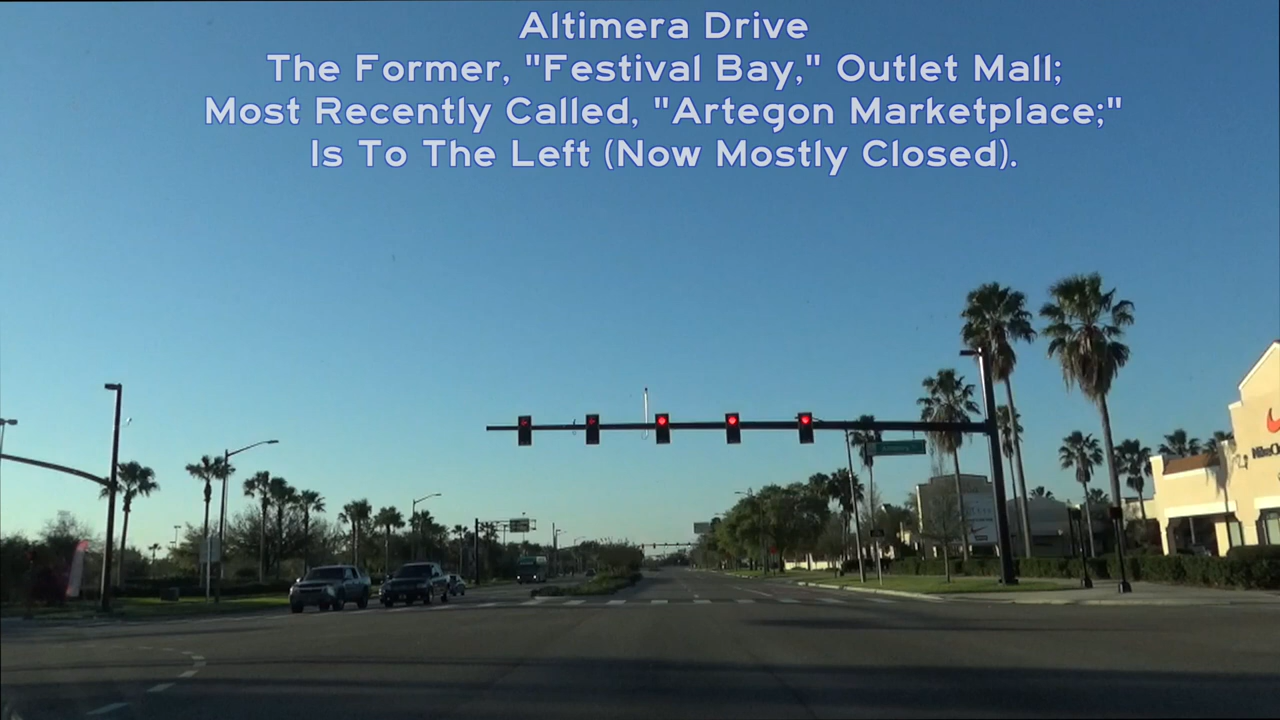 Altimera Drive
The Former, "Festival Bay," Outlet Mall;
Most Recently Called, "Artegon Marketplace;"
Is To The Left (Now Mostly Closed).